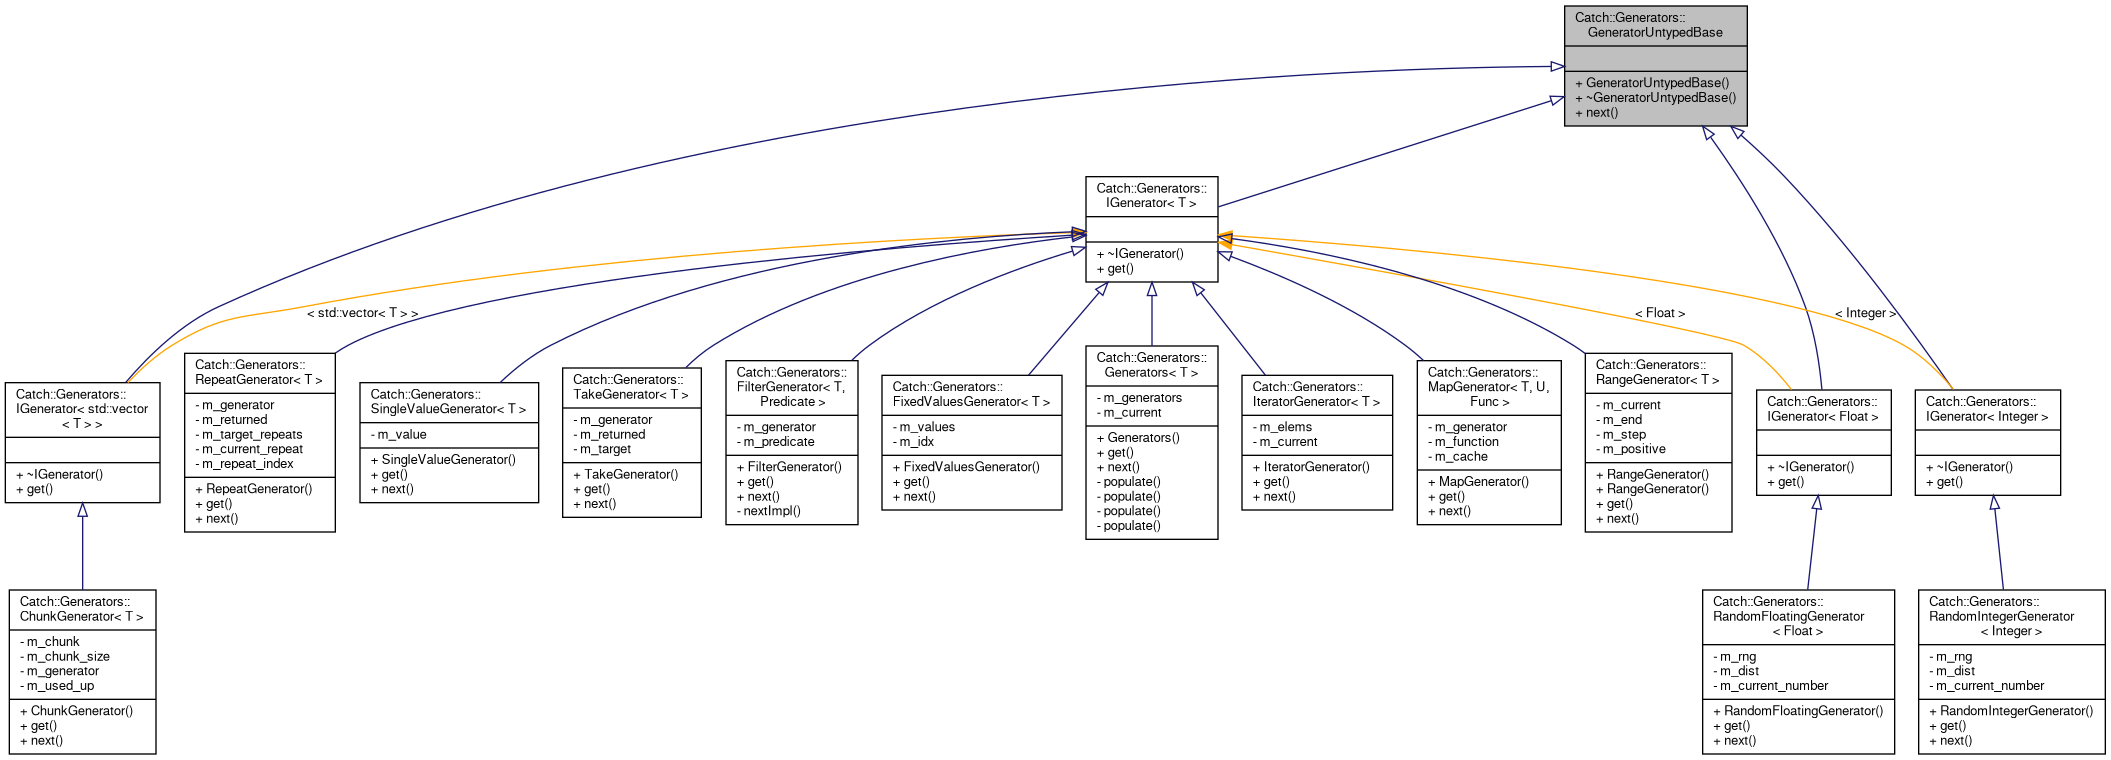 Catch::Generators::
GeneratorUntypedBase
+ GeneratorUntypedBase()
+ ~GeneratorUntypedBase()
+ next()
Catch::Generators::
IGenerator< T >
+ ~IGenerator()
+ get()
< std::vector< T > >
< Float >
< Integer >
Catch::Generators::
IGenerator< std::vector
< T > >
+ ~IGenerator()
+ get()
Catch::Generators::
RepeatGenerator< T >
- m_generator
- m_returned
- m_target_repeats
- m_current_repeat
- m_repeat_index
+ RepeatGenerator()
+ get()
+ next()
Catch::Generators::
SingleValueGenerator< T >
- m_value
+ SingleValueGenerator()
+ get()
+ next()
Catch::Generators::
TakeGenerator< T >
- m_generator
- m_returned
- m_target
+ TakeGenerator()
+ get()
+ next()
Catch::Generators::
FilterGenerator< T,
Predicate >
- m_generator
- m_predicate
+ FilterGenerator()
+ get()
+ next()
- nextImpl()
Catch::Generators::
FixedValuesGenerator< T >
- m_values
- m_idx
+ FixedValuesGenerator()
+ get()
+ next()
Catch::Generators::
Generators< T >
- m_generators
- m_current
+ Generators()
+ get()
+ next()
- populate()
- populate()
- populate()
- populate()
Catch::Generators::
IteratorGenerator< T >
- m_elems
- m_current
+ IteratorGenerator()
+ get()
+ next()
Catch::Generators::
MapGenerator< T, U,
Func >
- m_generator
- m_function
- m_cache
+ MapGenerator()
+ get()
+ next()
Catch::Generators::
RangeGenerator< T >
- m_current
- m_end
- m_step
- m_positive
+ RangeGenerator()
+ RangeGenerator()
+ get()
+ next()
Catch::Generators::
IGenerator< Float >
+ ~IGenerator()
+ get()
Catch::Generators::
IGenerator< Integer >
+ ~IGenerator()
+ get()
Catch::Generators::
ChunkGenerator< T >
- m_chunk
- m_chunk_size
- m_generator
- m_used_up
+ ChunkGenerator()
+ get()
+ next()
Catch::Generators::
RandomFloatingGenerator
< Float >
- m_rng
- m_dist
- m_current_number
+ RandomFloatingGenerator()
+ get()
+ next()
Catch::Generators::
RandomIntegerGenerator
< Integer >
- m_rng
- m_dist
- m_current_number
+ RandomIntegerGenerator()
+ get()
+ next()